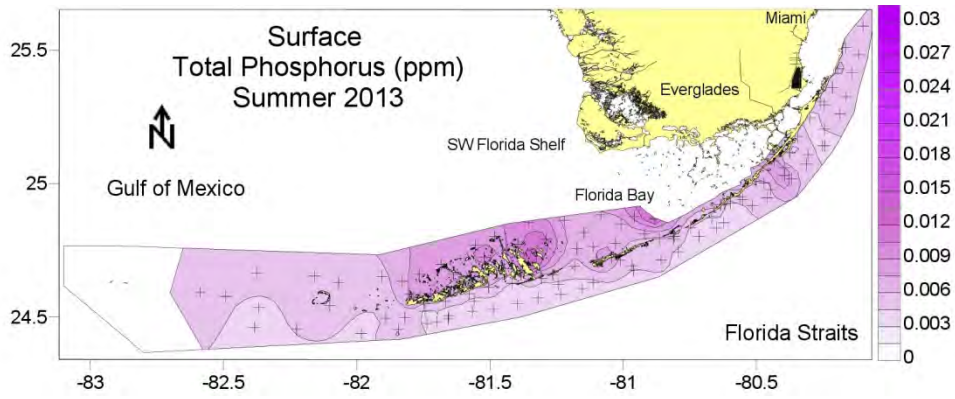 Surface
Total Phosphorus (ppm)
Summer 2013
N
Gulf of Mexico
SW Florida Shelf
Florida Bay
Everglades
Miami
Florida Straits
25.5
25
24.5
-83
-82.5
-82
-81.5
-81
-80.5
0.03
0.027
0.024
0.021
0.018
0.015
0.012
0.009
0.006
0.003
0